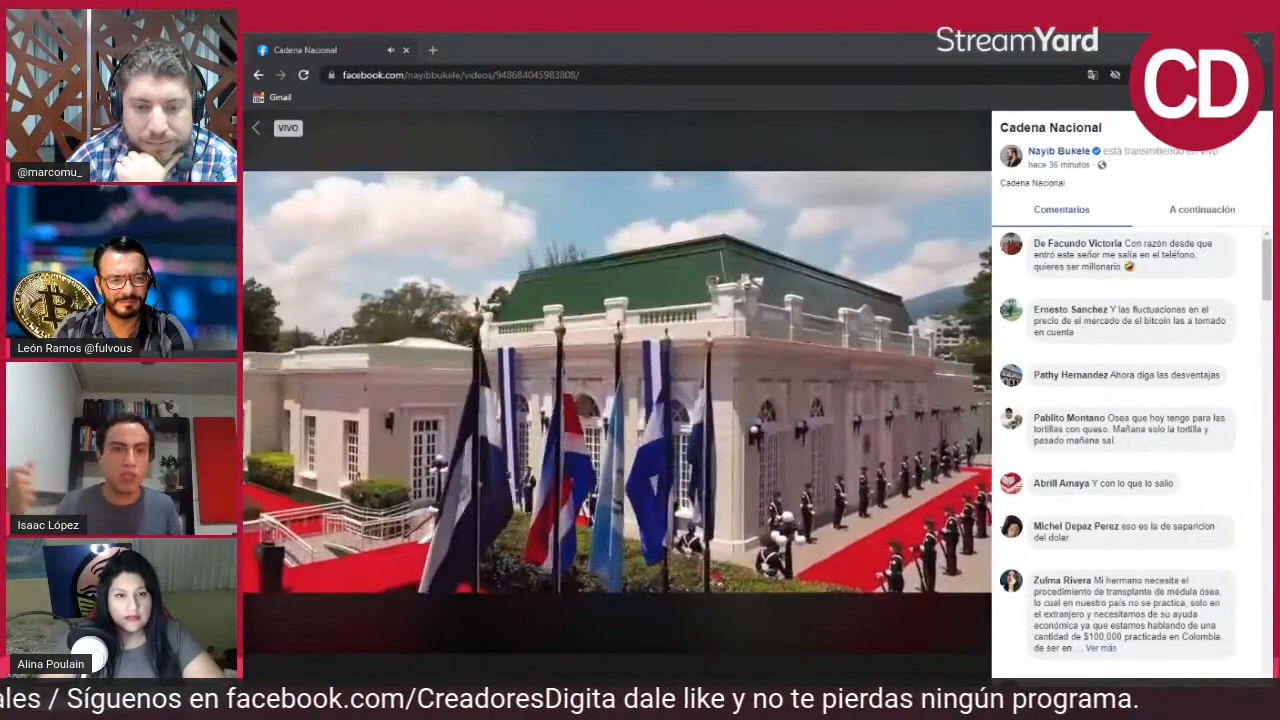 StreamYard
CD
Cadena Nacional
facebook.com/nayibbukele/videos/948684045983808/
Gmail
VIVO
@marcomu_
León Ramos @fulvous
Isaac López
Alina Poulain
Cadena Nacional
Nayib Bukele está transmitiendo en vivo
hace 36 minutos
Cadena Nacional
Comentarios
A continuación
De Facundo Victoria Con razón desde que
entró este señor me salía en el teléfono,
quieres ser millonario
Ernesto Sanchez Y las fluctuaciones en el
precio de el mercado de el bitcoin las a tomado
en cuenta
Pathy Hernandez Ahora diga las desventajas
Pablito Montano Osea que hoy tengo para las
tortillas con queso. Mañana solo la tortilla y
pasado mañana sal.
Abrill Amaya Y con lo que lo salio
Michel Depaz Perez eso es la de saparicion
del dolar
Zulma Rivera Mi hermano necesita el
procedimiento de transplante de médula ósea,
lo cual en nuestro país no se practica, solo en
el extranjero y necesitamos de su ayuda
económica ya que estamos hablando de una
cantidad de $100,000 practicada en Colombia.
de ser en ... Ver más
ales / Síguenos en facebook.com/CreadoresDigita dale like y no te pierdas ningún programa.